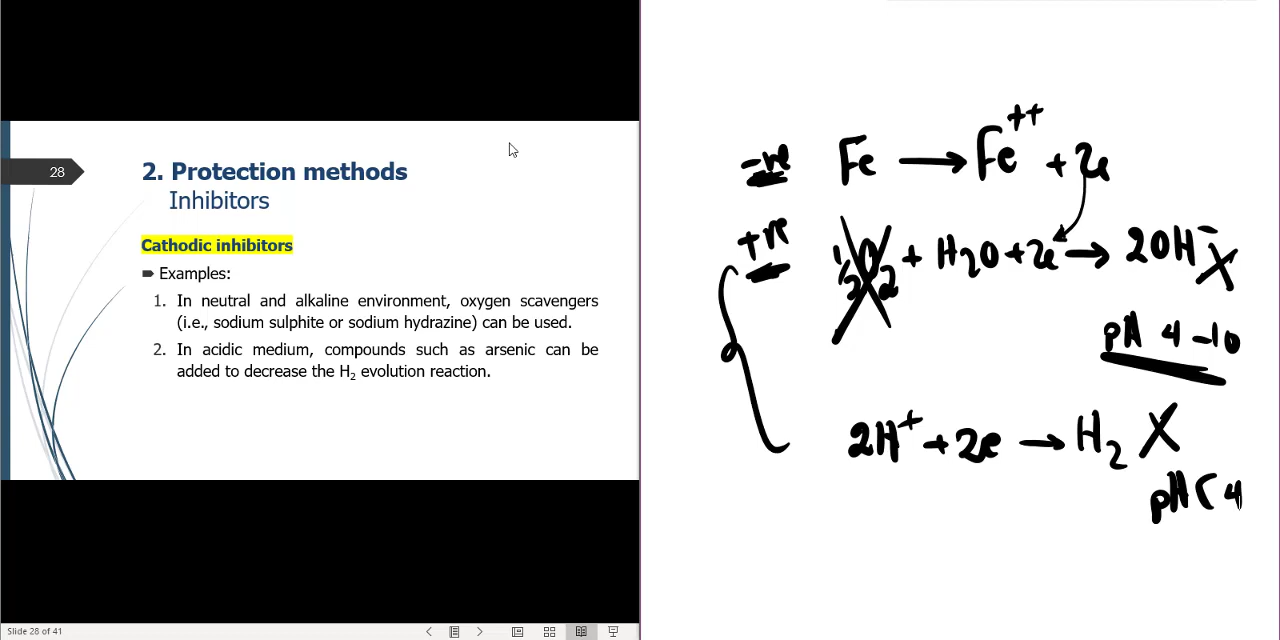 28
2. Protection methods
Inhibitors
Cathodic inhibitors
Examples:
1. In neutral and alkaline environment, oxygen scavengers
(i.e., sodium sulphite or sodium hydrazine) can be used.
2. In acidic medium, compounds such as arsenic can be
added to decrease the H₂ evolution reaction.
Slide 28 of 41
-ve Fe → Fe⁺⁺ + 2e
+ve ½O₂ + H₂O + 2e → 2OH⁻ X
pH 4-10
2H⁺ + 2e → H₂ X
pH < 4